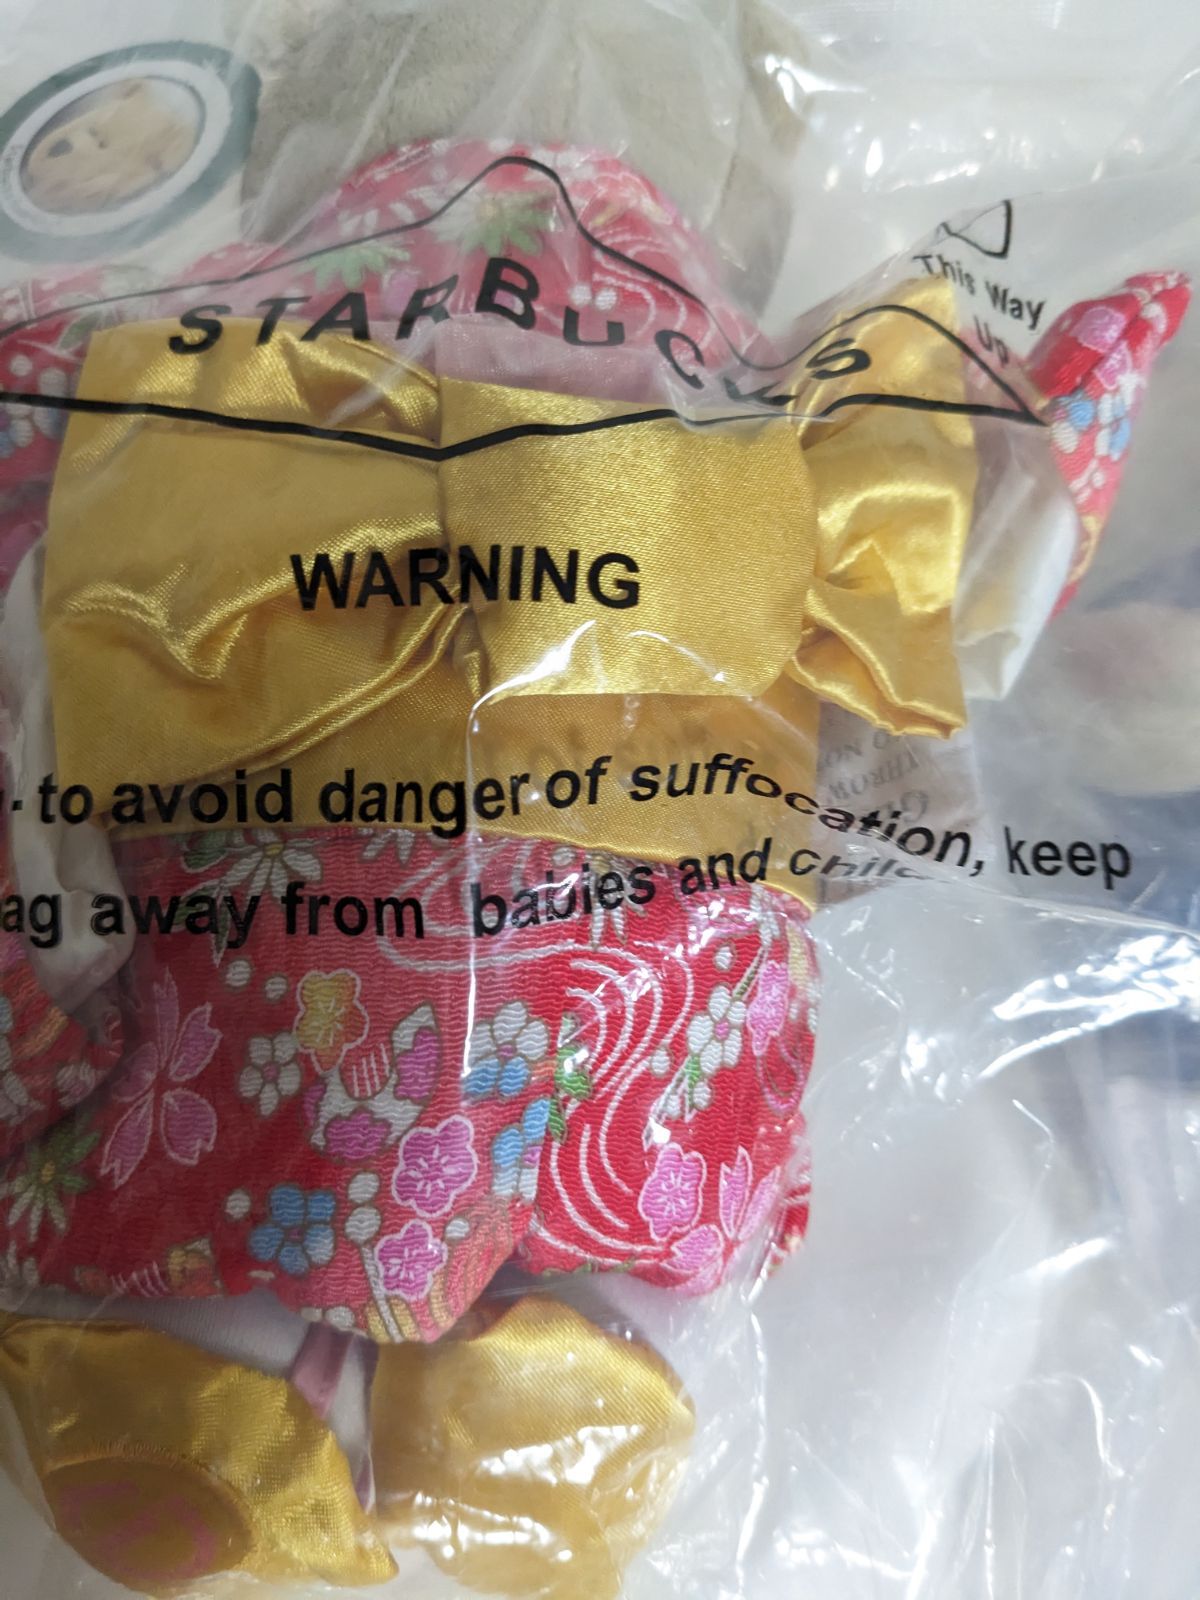 This Way
Up
STARBUCKS
WARNING
- to avoid danger of suffocation, keep
away from babies and